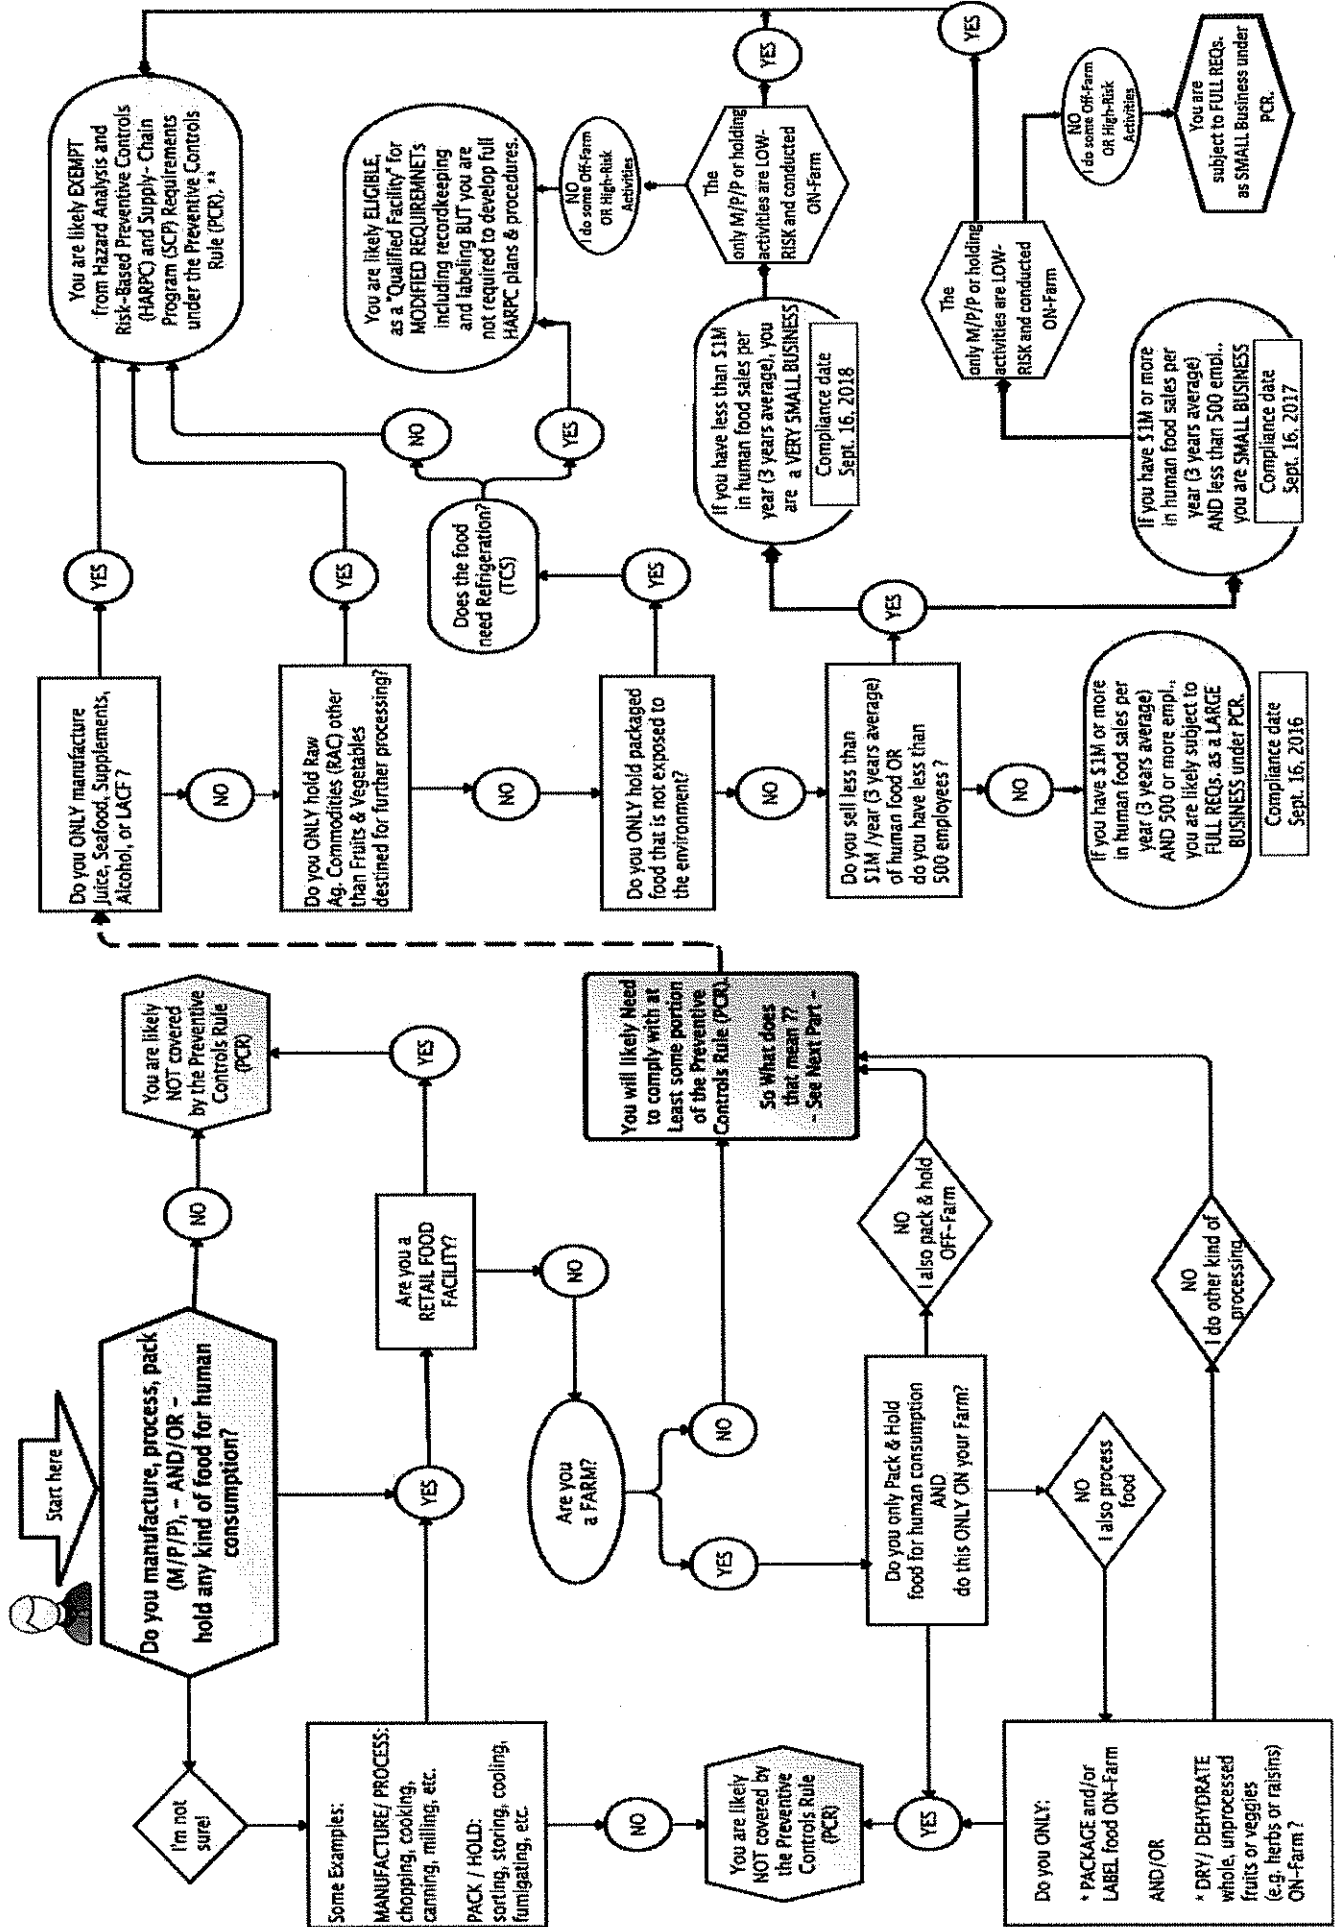 Start here
Do you manufacture, process, pack
(M/P/P), - AND/OR -
hold any kind of food for human
consumption?
I'm not
sure!
NO
You are likely
NOT covered
by the Preventive
Controls Rule
(PCR)
Some Examples:
MANUFACTURE/ PROCESS:
chopping, cooking,
canning, milling, etc.
PACK / HOLD:
sorting, storing, cooling,
fumigating, etc.
YES
Are you a
RETAIL FOOD
FACILITY?
YES
NO
Are you
a FARM?
NO
YES
NO
You are likely
NOT covered by
the Preventive
Controls Rule
(PCR)
YES
Do you only Pack & Hold
food for human consumption
AND
do this ONLY ON your Farm?
NO
I also pack & hold
OFF-Farm
NO
I also process
food
Do you ONLY:
* PACKAGE and/or
LABEL food ON-Farm
AND/OR
* DRY/ DEHYDRATE
whole, unprocessed
fruits or veggies
(e.g. herbs or raisins)
ON-Farm ?
NO
I do other kind of
processing
You will likely Need
to comply with at
Least some portion
of the Preventive
Controls Rule (PCR).
So What does
that mean ??
- See Next Part -
Do you ONLY manufacture
Juice, Seafood, Supplements,
Alcohol, or LACF ?
YES
NO
You are likely EXEMPT
from Hazard Analysis and
Risk-Based Preventive Controls
(HARPC) and Supply- Chain
Program (SCP) Requirements
under the Preventive Controls
Rule (PCR). **
Do you ONLY hold Raw
Ag. Commodities (RAC) other
than Fruits & Vegetables
destined for further processing?
YES
NO
Does the food
need Refrigeration?
(TCS)
NO
YES
You are likely ELIGIBLE,
as a "Qualified Facility" for
MODIFIED REQUIREMNETS
including recordkeeping
and labeling BUT you are
not required to develop full
HARPC plans & procedures.
Do you ONLY hold packaged
food that is not exposed to
the environment?
YES
NO
Do you sell less than
$1M /year (3 years average)
of human food OR
do you have less than
500 employees ?
YES
NO
If you have less than $1M
in human food sales per
year (3 years average), you
are a VERY SMALL BUSINESS
Compliance date
Sept. 16, 2018
The
only M/P/P or holding
activities are LOW-
RISK and conducted
ON-Farm
YES
NO
I do some Off-Farm
OR High-Risk
Activities
If you have $1M or more
in human food sales per
year (3 years average)
AND 500 or more empl.,
you are likely subject to
FULL REQs. as a LARGE
BUSINESS under PCR.
Compliance date
Sept. 16, 2016
If you have $1M or more
in human food sales per
year (3 years average)
AND less than 500 empl..
you are SMALL BUSINESS
Compliance date
Sept. 16, 2017
The
only M/P/P or holding
activities are LOW-
RISK and conducted
ON-Farm
YES
NO
I do some Off-Farm
OR High-Risk
Activities
You are
subject to FULL REQs.
as SMALL Business under
PCR.